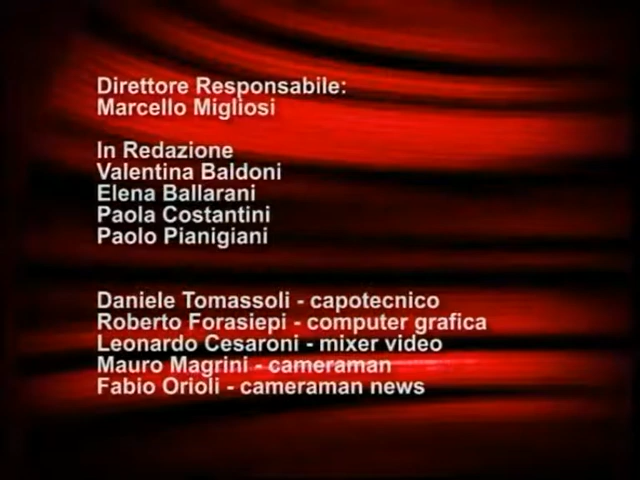 Direttore Responsabile:
Marcello Migliosi
In Redazione
Valentina Baldoni
Elena Ballarani
Paola Costantini
Paolo Pianigiani
Daniele Tomassoli - capotecnico
Roberto Forasiepi - computer grafica
Leonardo Cesaroni - mixer video
Mauro Magrini - cameraman
Fabio Orioli - cameraman news